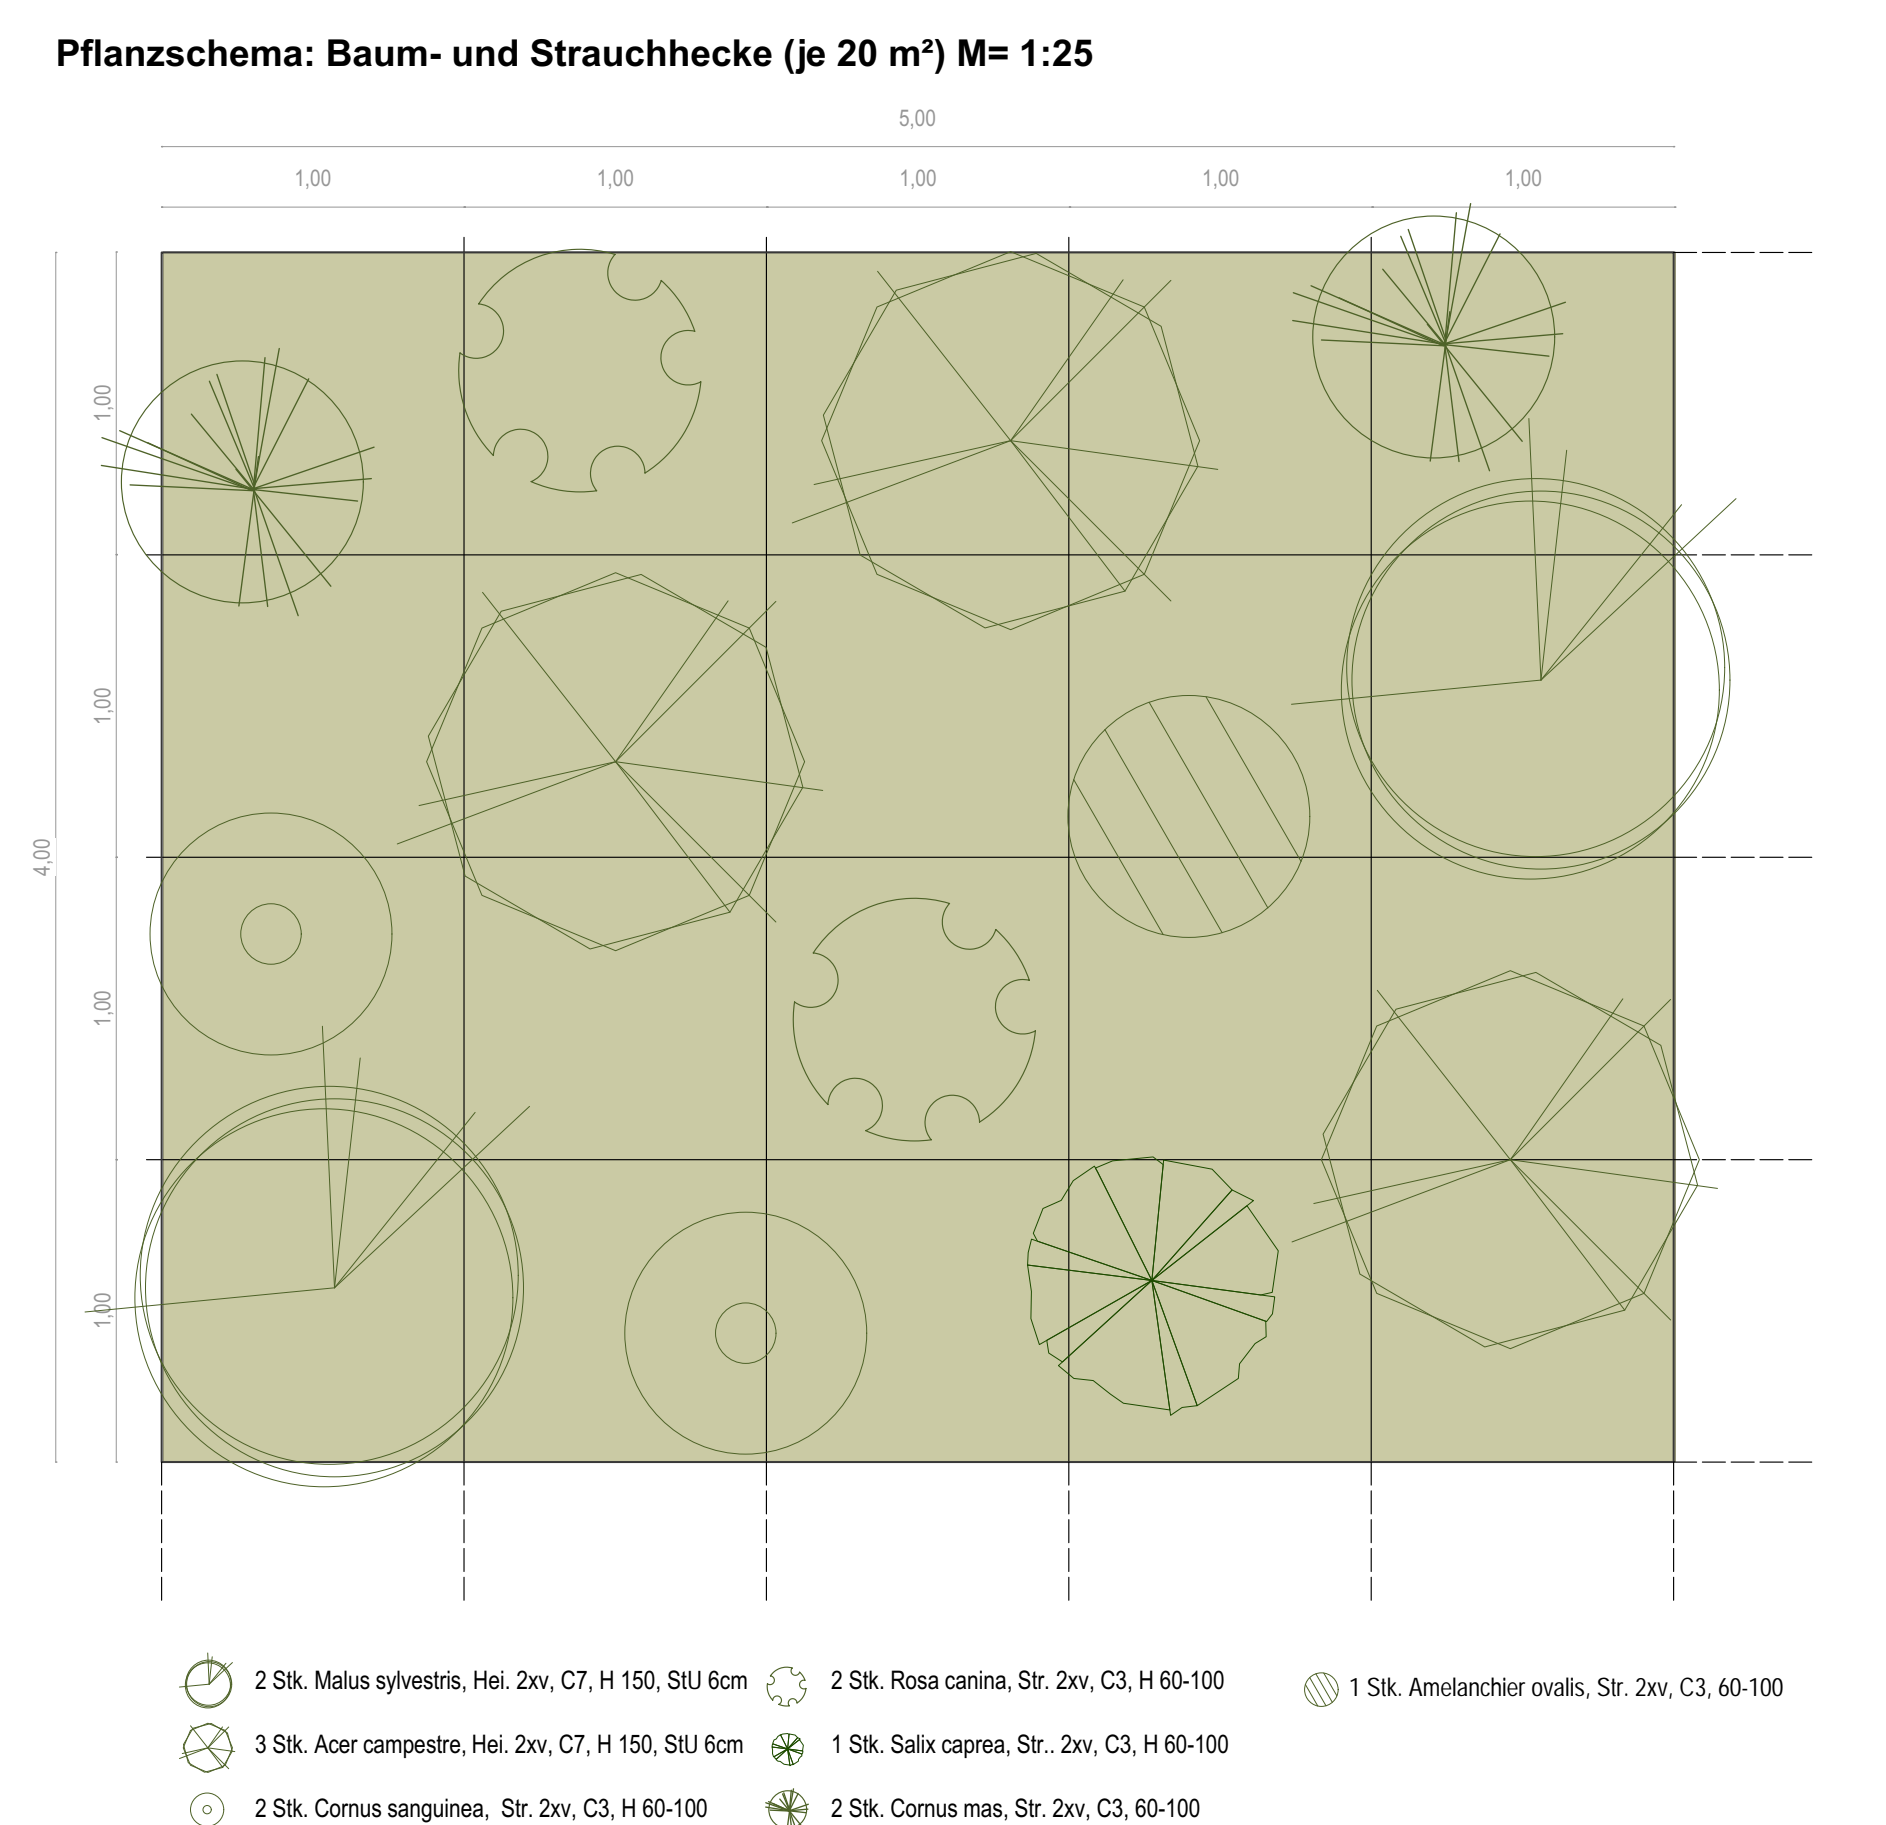 Pflanzschema: Baum- und Strauchhecke (je 20 m²) M= 1:25
5,00
1,00 1,00 1,00 1,00 1,00
1,00
1,00
4,00
1,00
1,00
2 Stk. Malus sylvestris, Hei. 2xv, C7, H 150, StU 6cm
3 Stk. Acer campestre, Hei. 2xv, C7, H 150, StU 6cm
2 Stk. Cornus sanguinea, Str. 2xv, C3, H 60-100
2 Stk. Rosa canina, Str. 2xv, C3, H 60-100
1 Stk. Salix caprea, Str.. 2xv, C3, H 60-100
2 Stk. Cornus mas, Str. 2xv, C3, 60-100
1 Stk. Amelanchier ovalis, Str. 2xv, C3, 60-100